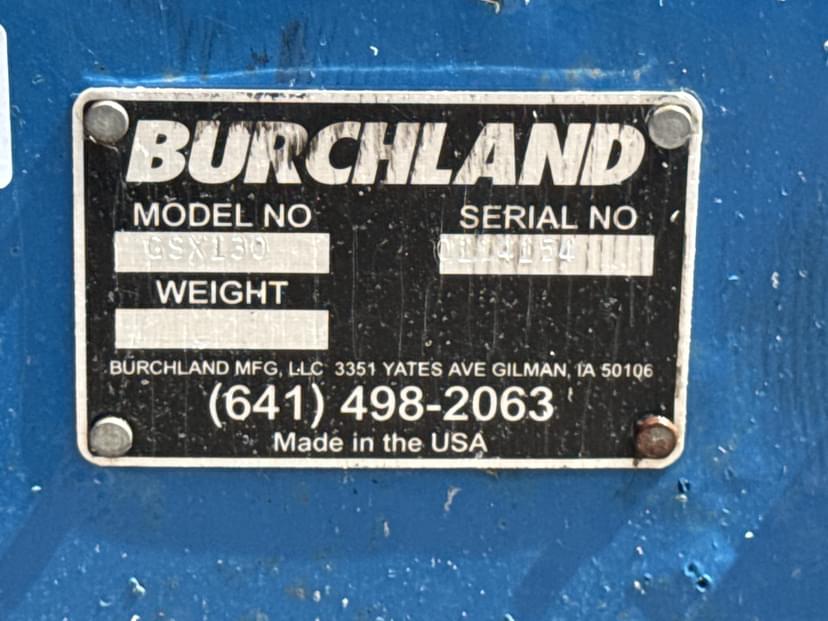 BURCHLAND
MODEL NO SERIAL NO
GSX130 0114154
WEIGHT
BURCHLAND MFG, LLC 3351 YATES AVE GILMAN, IA 50106
(641) 498-2063
Made in the USA